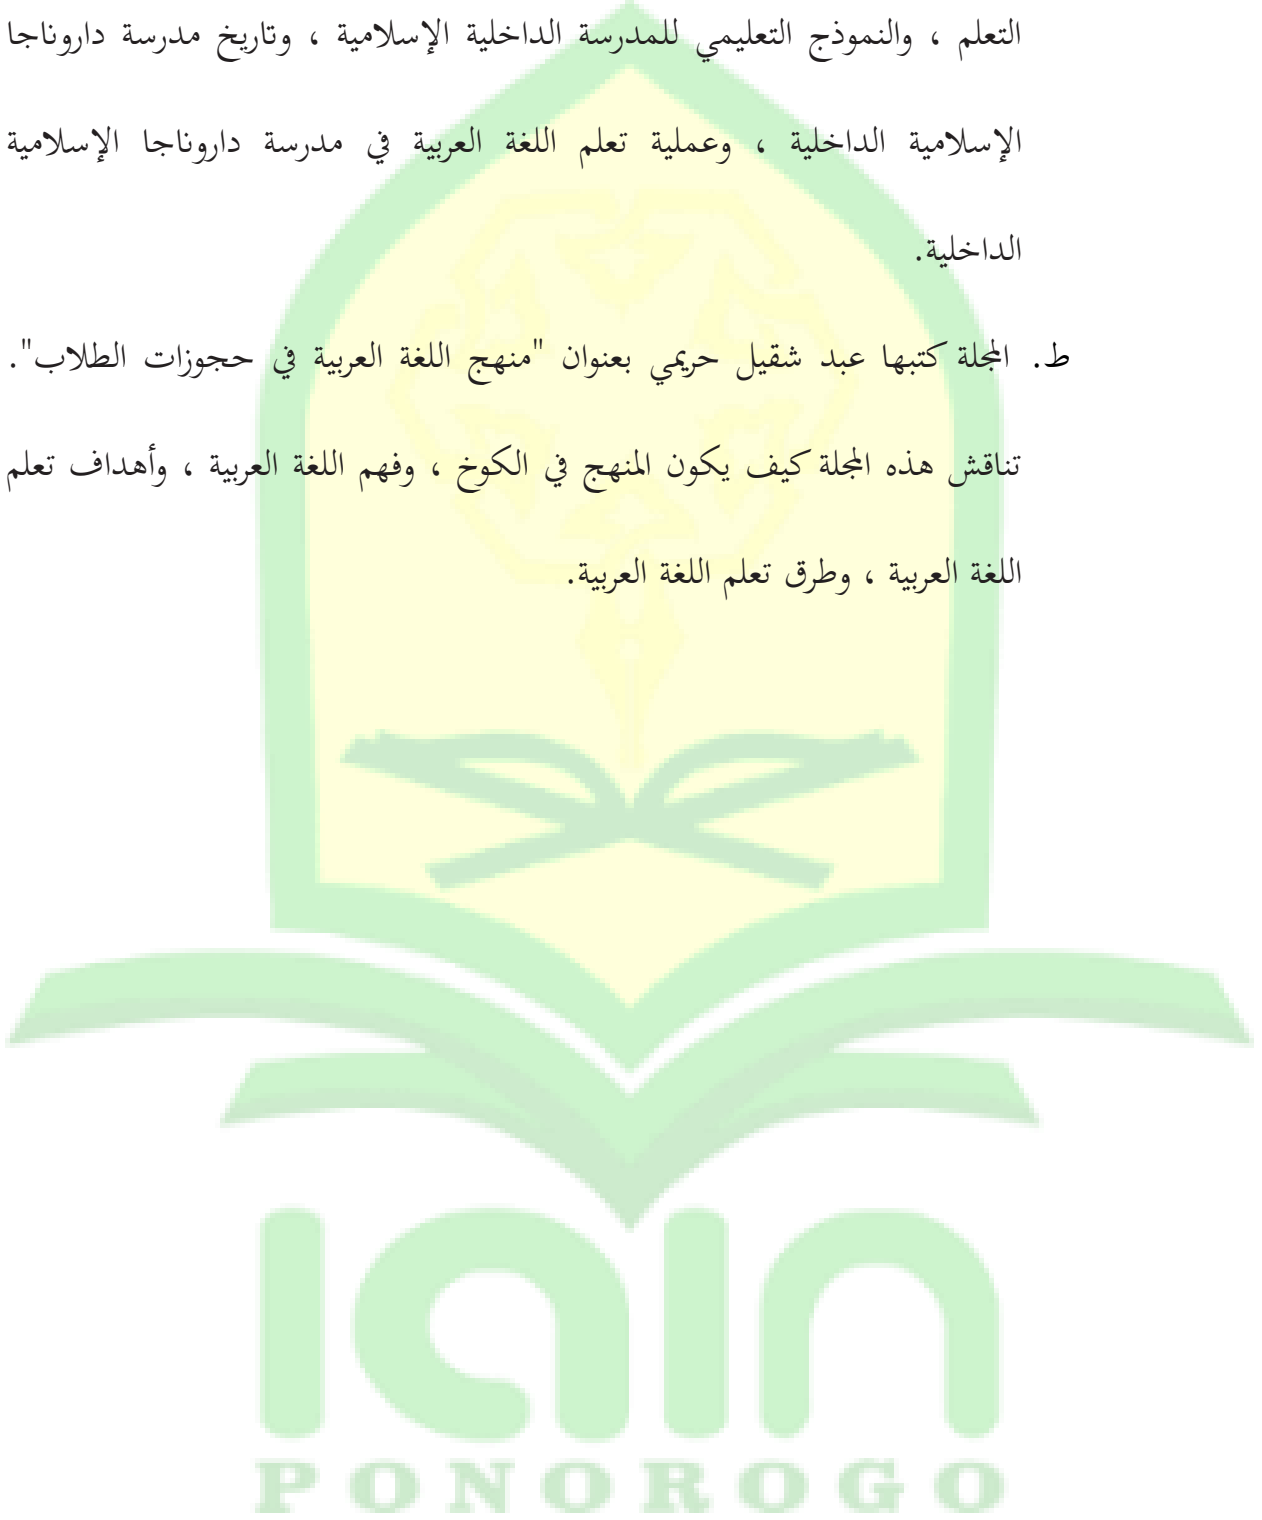 التعلم ، والنموذج التعليمي للمدرسة الداخلية الإسلامية ، وتاريخ مدرسة داروناجا
الإسلامية الداخلية ، وعملية تعلم اللغة العربية في مدرسة داروناجا الإسلامية
الداخلية.
ط. المجلة كتبها عبد شقيل حريمي بعنوان "منهج اللغة العربية في حجوزات الطلاب".
تناقش هذه المجلة كيف يكون المنهج في الكوخ ، وفهم اللغة العربية ، وأهداف تعلم
اللغة العربية ، وطرق تعلم اللغة العربية.
iain
PONOROGO